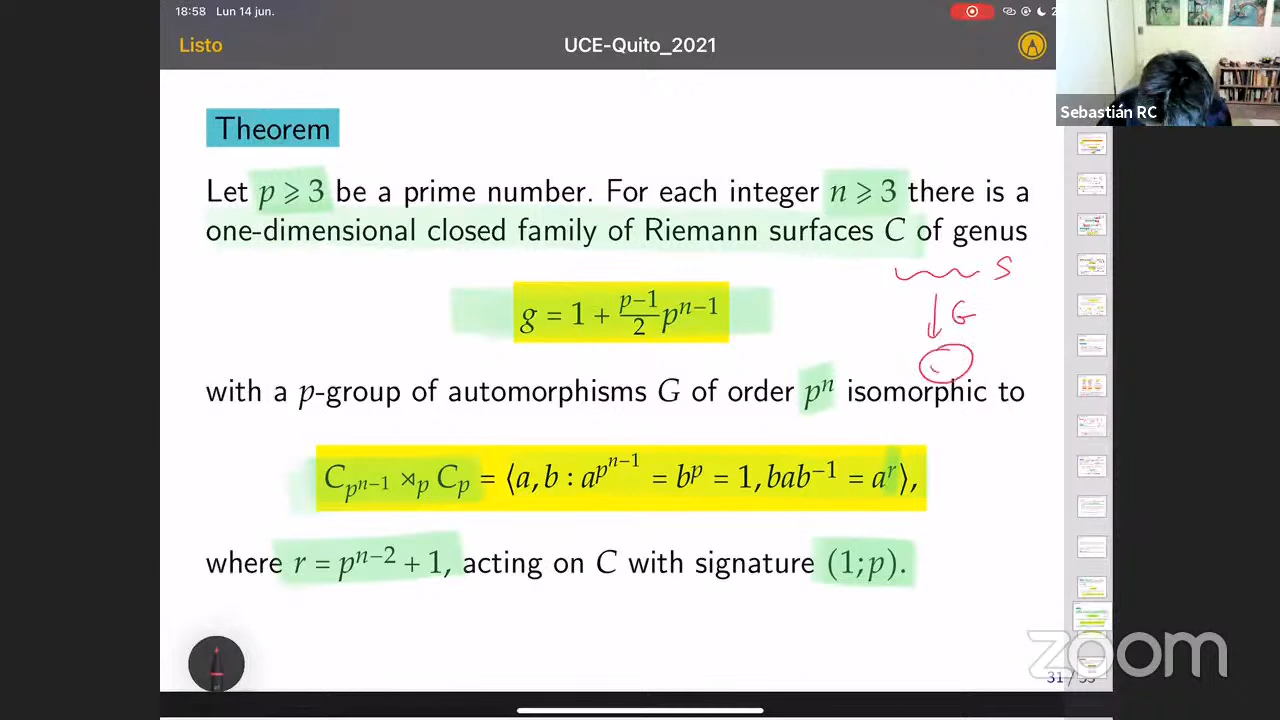 18:58 Lun 14 jun.
Listo
UCE-Quito_2021
Sebastián RC
Theorem
Let p ⩾ 3 be a prime number. For each integer n ⩾ 3 there is a
one-dimensional closed family of Riemann surfaces C of genus
S
g = 1 + \frac{p−1}{2} p^{n−1}
G
with a p-group of automorphisms G of order p^n isomorphic to
C_{p^{n−1}} ⋊_p C_p = ⟨a, b : a^{p^{n−1}} = b^p = 1, bab^{−1} = a^r⟩,
where r = p^{n−2} + 1, acting on C with signature (1; p).
zoom